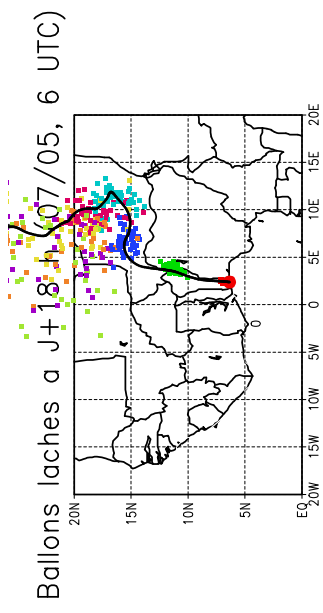 Ballons laches a J+18 07/05, 6 UTC)
20N
15N
10N
5N
EQ
20W
15W
10W
5W
0
5E
10E
15E
20E
0